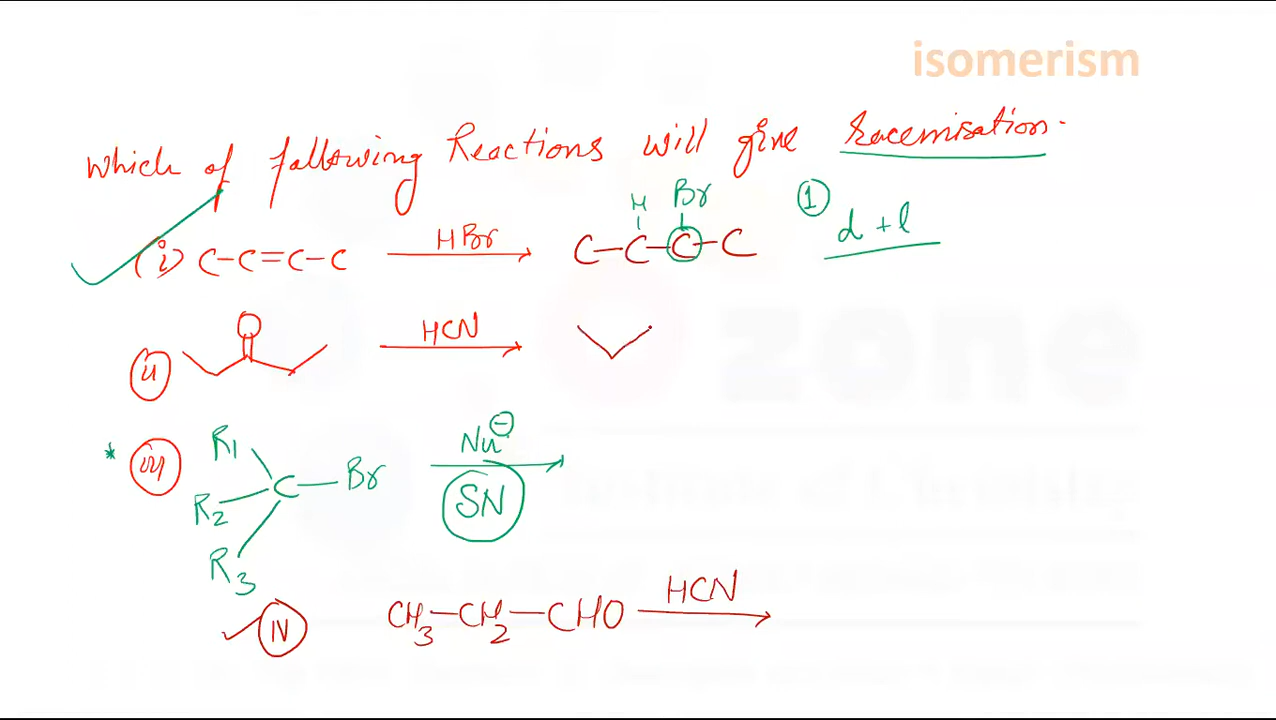 isomerism
Which of following Reactions will give Racemisation.
(i) C-C=C-C HBr C-C-C-C H Br ① d + l
(ii) O HCN
* (iii) R1 R2 R3 C-Br Nu⊖ SN
(IV) CH3-CH2-CHO HCN
zone